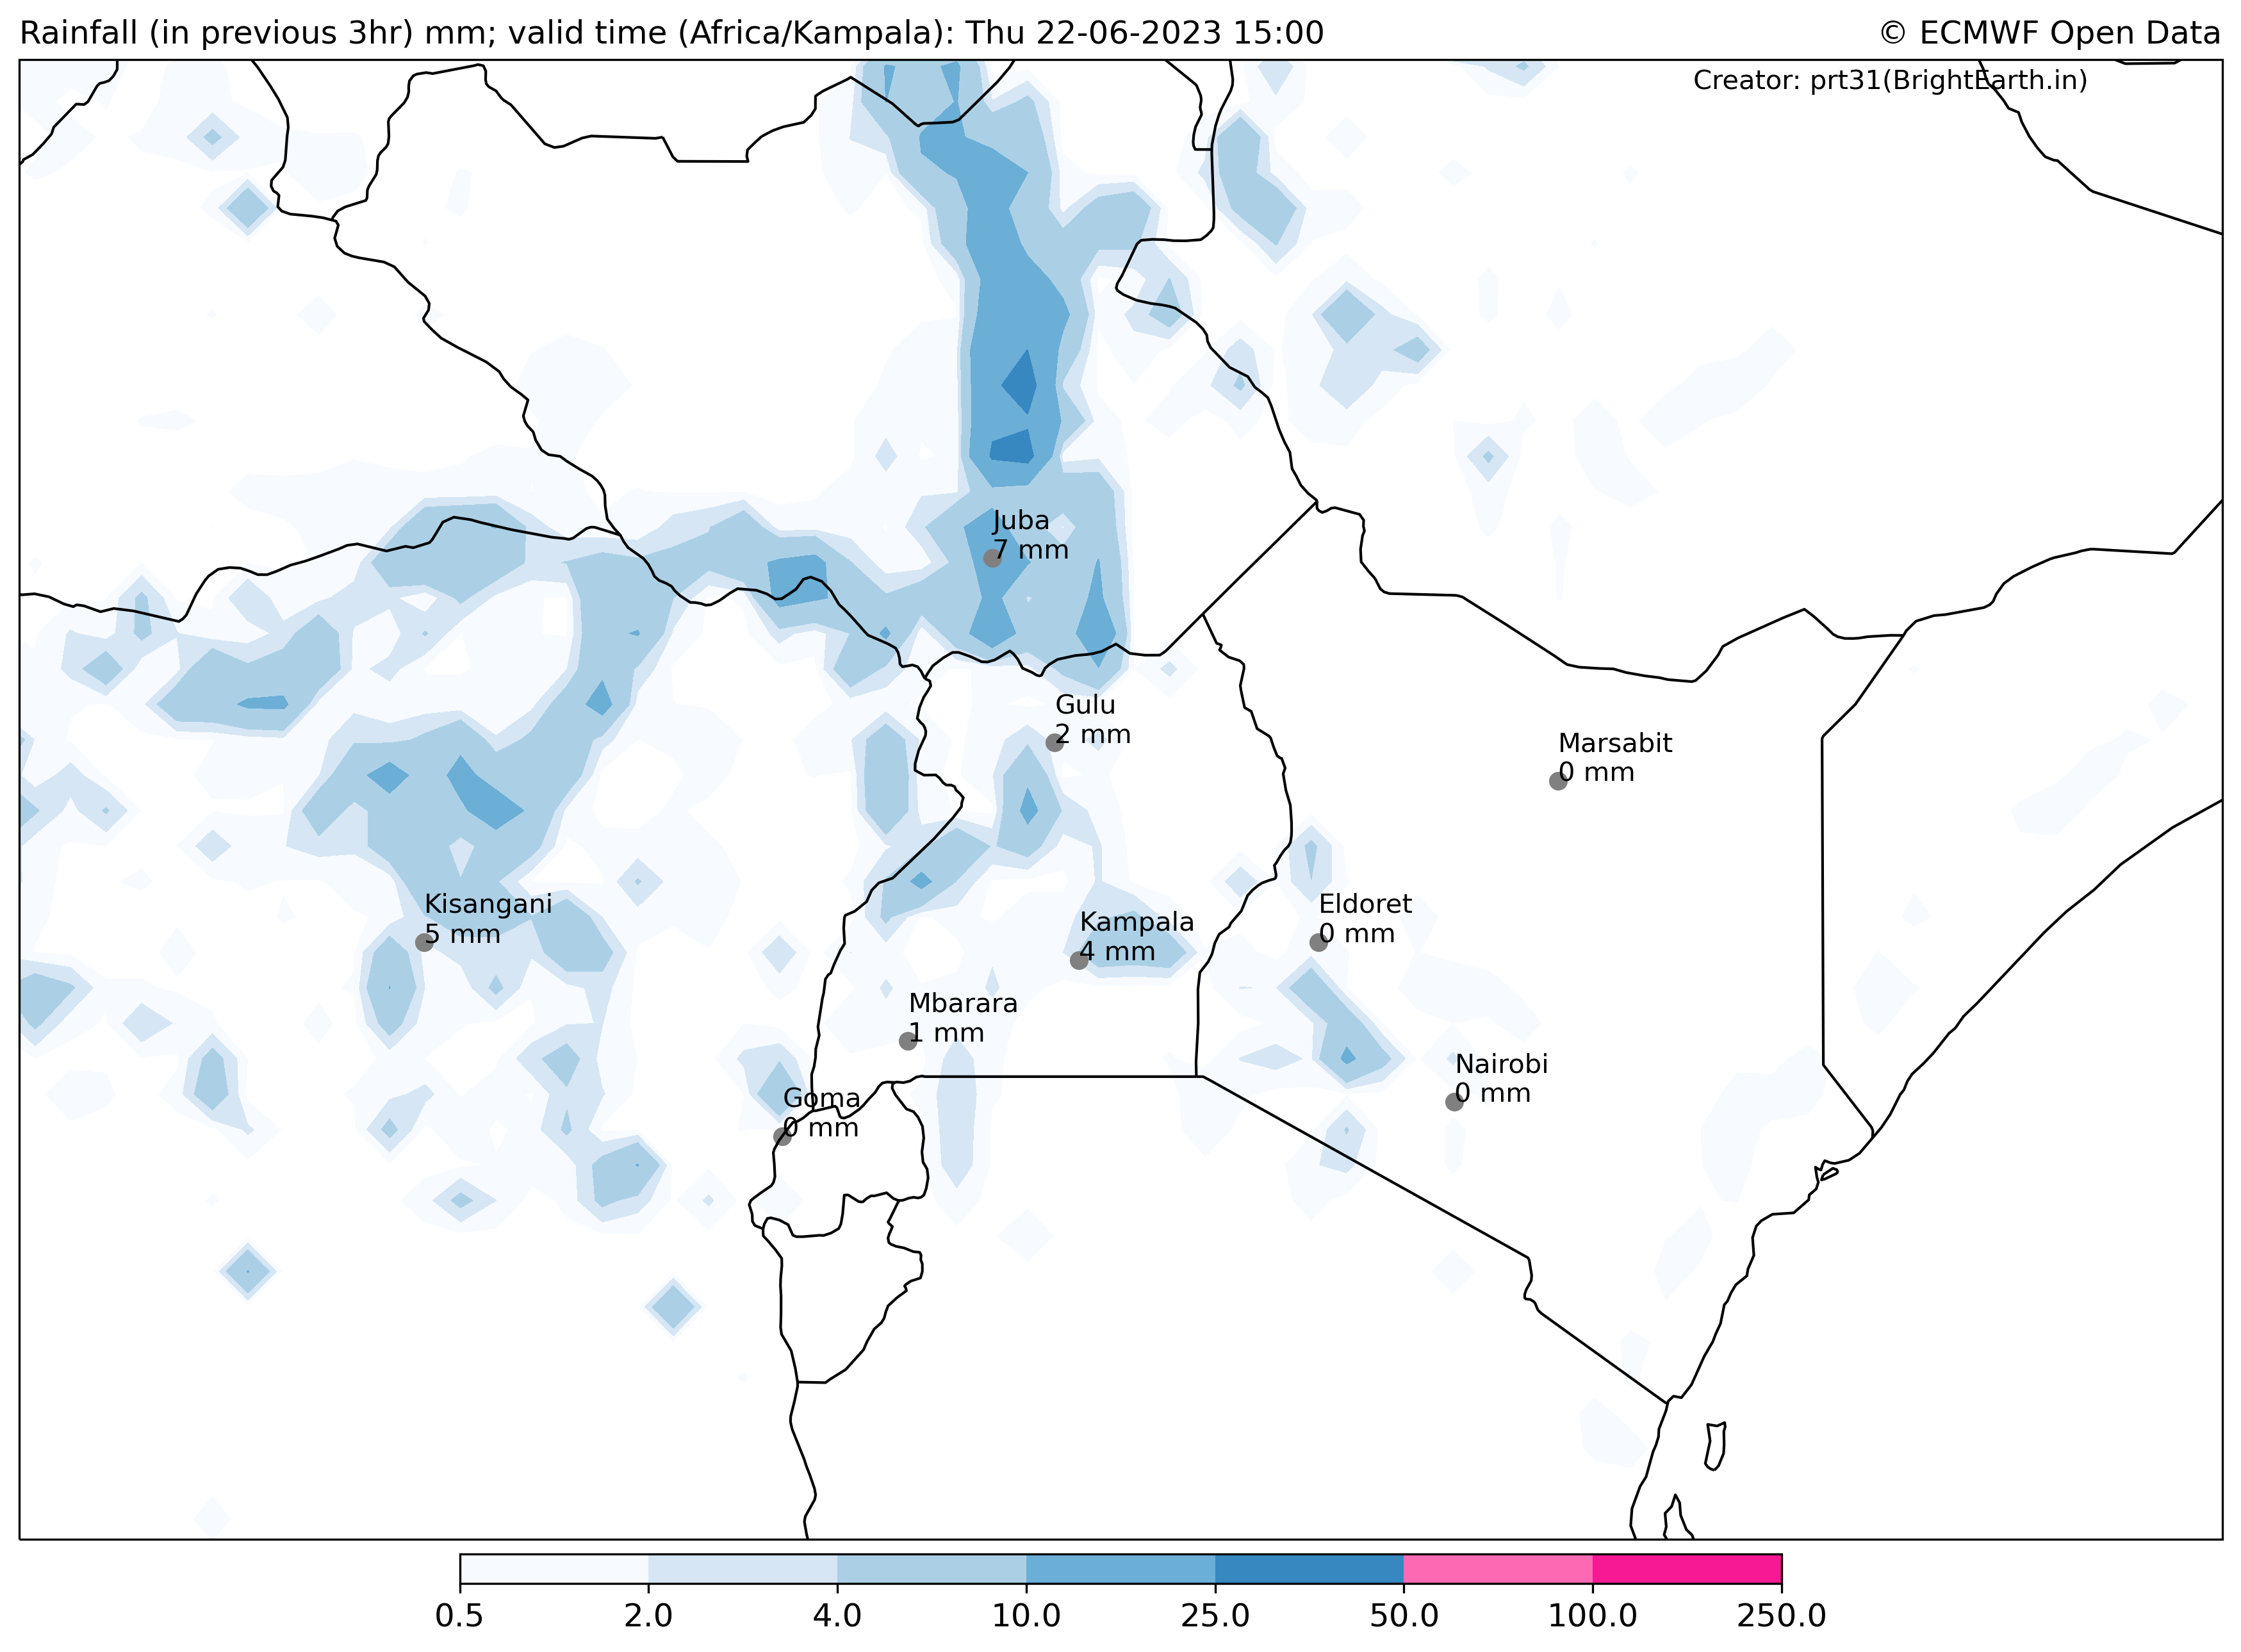 Rainfall (in previous 3hr) mm; valid time (Africa/Kampala): Thu 22-06-2023 15:00
© ECMWF Open Data
Creator: prt31(BrightEarth.in)
Juba
7 mm
Gulu
2 mm
Marsabit
0 mm
Kisangani
5 mm
Kampala
4 mm
Eldoret
0 mm
Mbarara
1 mm
Nairobi
0 mm
Goma
0 mm
0.5 2.0 4.0 10.0 25.0 50.0 100.0 250.0